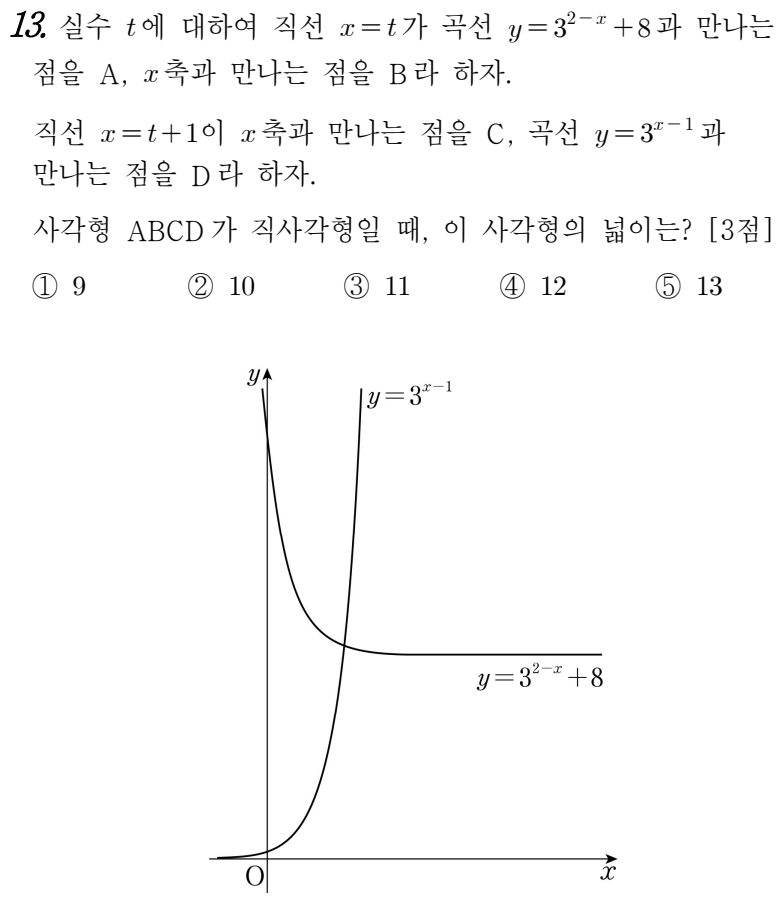 13. 실수 t에 대하여 직선 x=t가 곡선 y=3^{2-x}+8과 만나는
점을 A, x축과 만나는 점을 B라 하자.
직선 x=t+1이 x축과 만나는 점을 C, 곡선 y=3^{x-1}과
만나는 점을 D라 하자.
사각형 ABCD가 직사각형일 때, 이 사각형의 넓이는? [3점]
① 9 ② 10 ③ 11 ④ 12 ⑤ 13
y
y=3^{x-1}
y=3^{2-x}+8
O
x